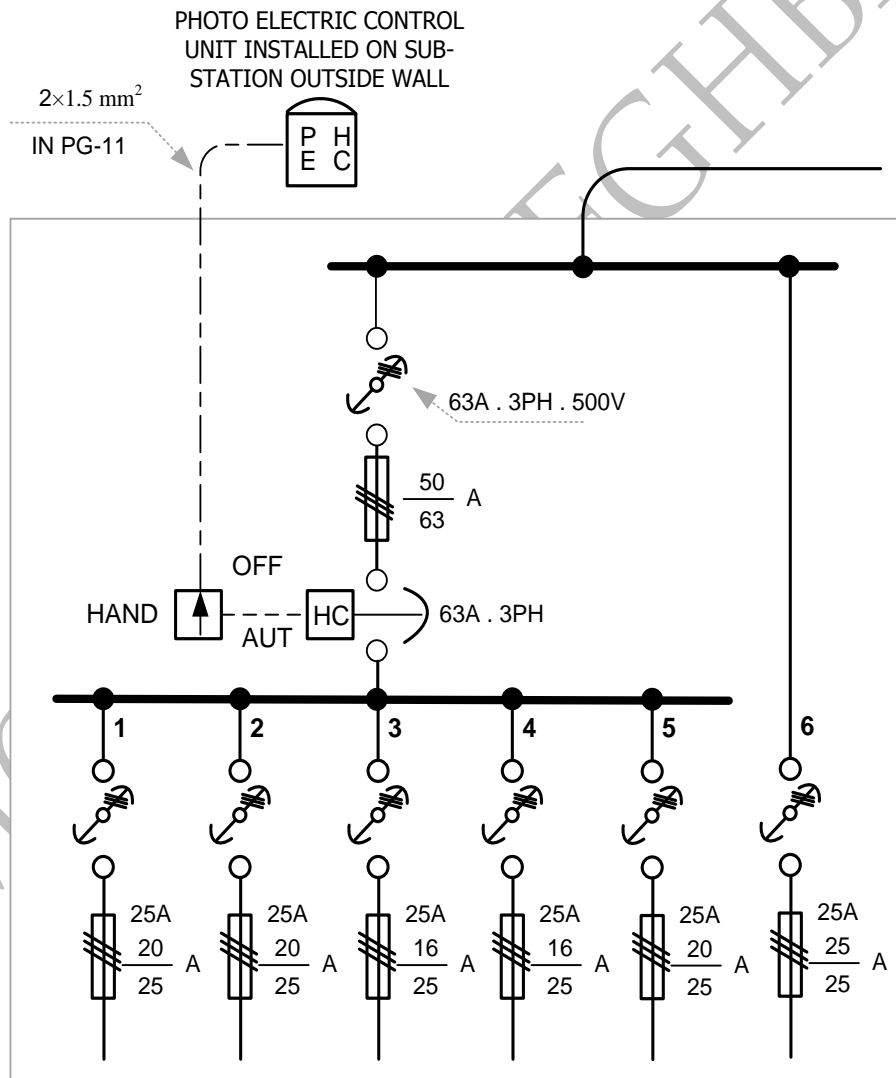 PHOTO ELECTRIC CONTROL
UNIT INSTALLED ON SUB-
STATION OUTSIDE WALL
2×1.5 mm²
IN PG-11
P H
E C
63A . 3PH . 500V
50
63
A
OFF
HAND
AUT
HC
63A . 3PH
1
2
3
4
5
6
25A
20
25
A
25A
20
25
A
25A
16
25
A
25A
16
25
A
25A
20
25
A
25A
25
25
A